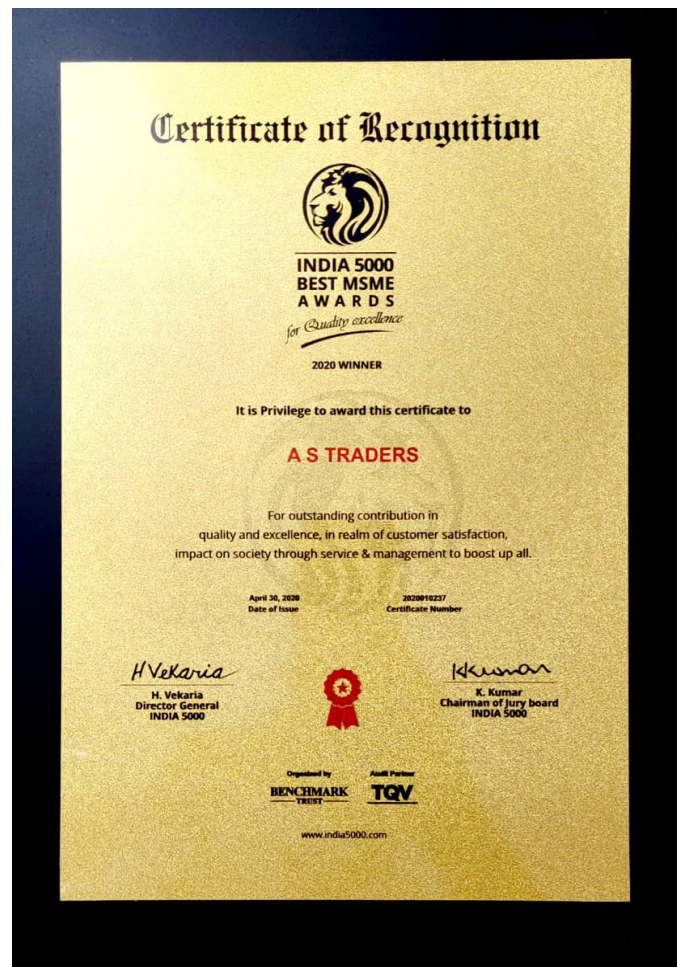 Certificate of Recognition
INDIA 5000
BEST MSME
AWARDS
for Quality excellence
2020 WINNER
It is Privilege to award this certificate to
A S TRADERS
For outstanding contribution in
quality and excellence, in realm of customer satisfaction,
impact on society through service & management to boost up all.
April 30, 2020 2020010237
Date of Issue Certificate Number
H Vekaria KKumar
H. Vekaria K. Kumar
Director General Chairman of Jury board
INDIA 5000 INDIA 5000
Organized by Audit Partner
BENCHMARK TQV
TRUST
www.india5000.com